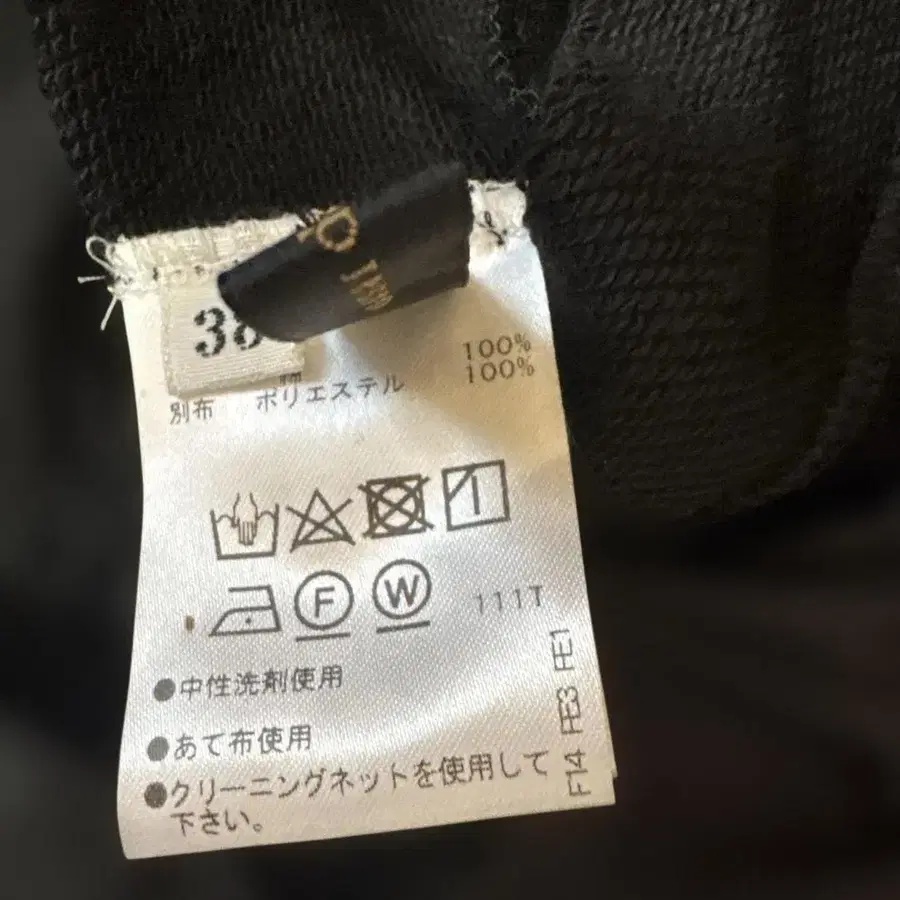 100%
別布 ポリエステル 100%
F
W
111T
●中性洗剤使用
●あて布使用
●クリーニングネットを使用して
下さい。
F14 FE3 FE1